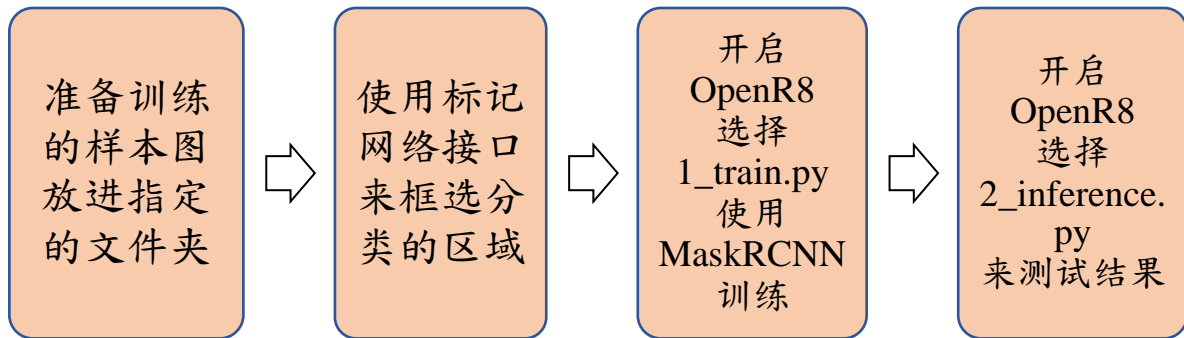 准备训练
的样本图
放进指定
的文件夹
使用标记
网络接口
来框选分
类的区域
开启
OpenR8
选择
1_train.py
使用
MaskRCNN
训练
开启
OpenR8
选择
2_inference.
py
来测试结果